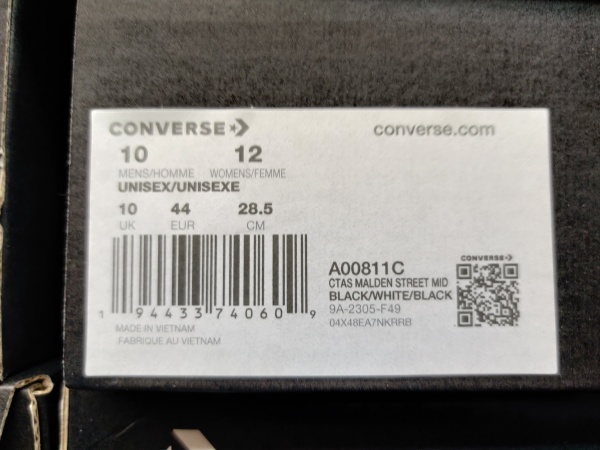 CONVERSE
converse.com
10 12
MENS/HOMME WOMENS/FEMME
UNISEX/UNISEXE
10 44 28.5
UK EUR CM
1 94433 74060 9
MADE IN VIETNAM
FABRIQUE AU VIETNAM
A00811C
CTAS MALDEN STREET MID
BLACK/WHITE/BLACK
9A-2305-F49
04X48EA7NKRRB
CONVERSE